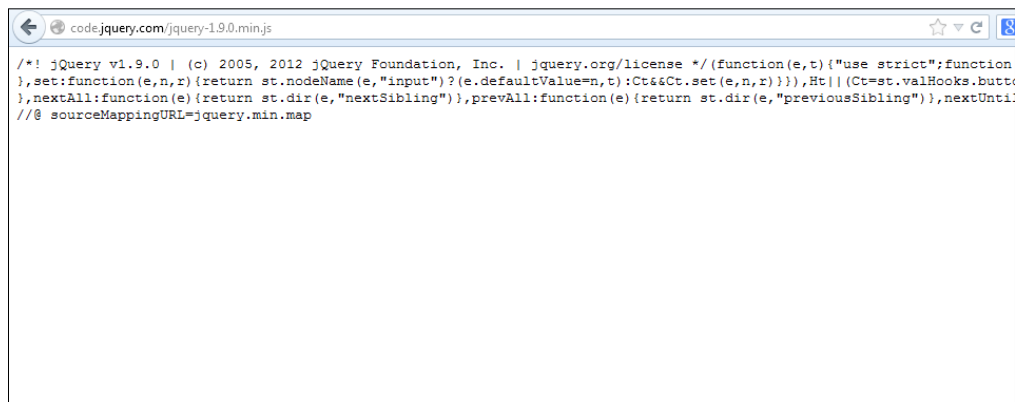 code.jquery.com/jquery-1.9.0.min.js
/*! jQuery v1.9.0 | (c) 2005, 2012 jQuery Foundation, Inc. | jquery.org/license */(function(e,t){"use strict";function
},set:function(e,n,r){return st.nodeName(e,"input")?(e.defaultValue=n,t):Ct&&Ct.set(e,n,r)}}),Ht||(Ct=st.valHooks.butto
},nextAll:function(e){return st.dir(e,"nextSibling")},prevAll:function(e){return st.dir(e,"previousSibling")},nextUntil
//@ sourceMappingURL=jquery.min.map